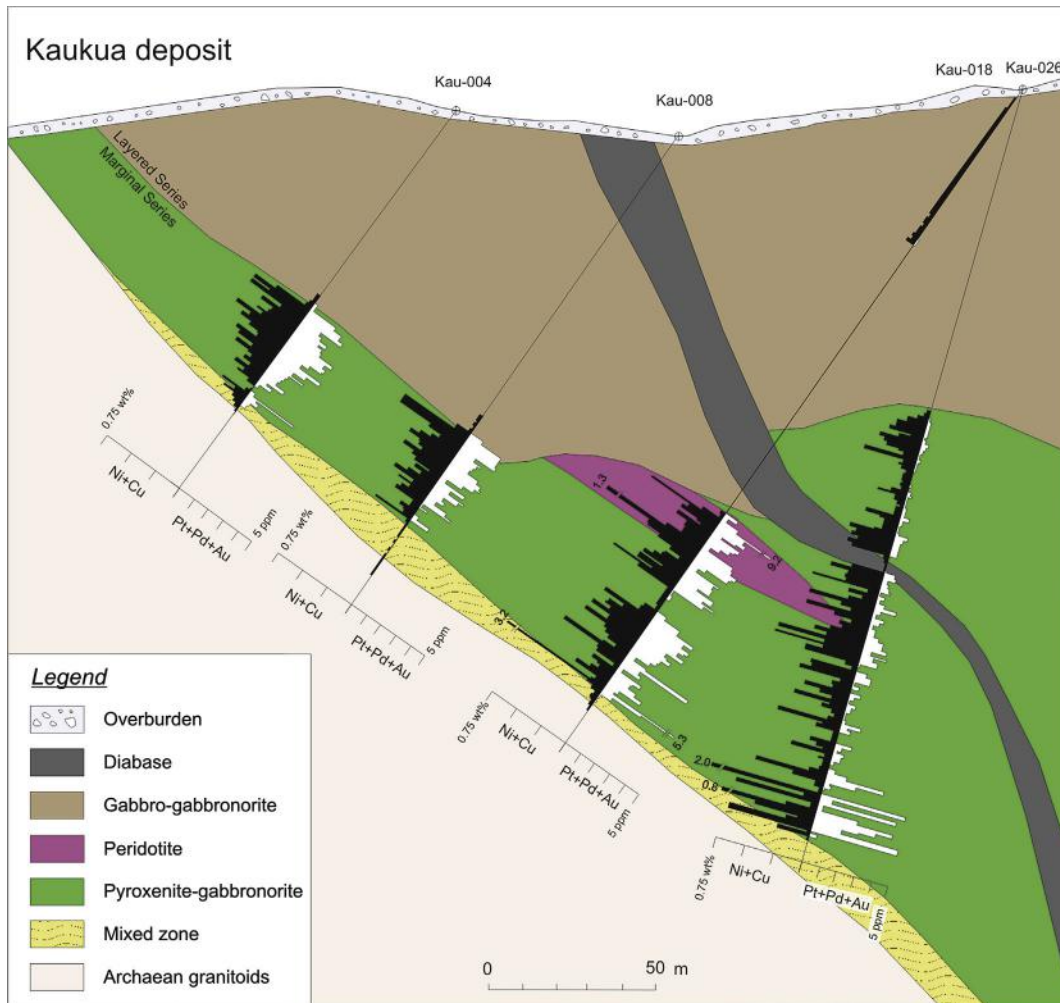 Kaukua deposit
Kau-004
Kau-008
Kau-018
Kau-026
Layered Series
Marginal Series
0.75 wt%
Ni+Cu
Pt+Pd+Au
5 ppm
0.75 wt%
Ni+Cu
Pt+Pd+Au
5 ppm
1.3
9.2
3.2
5.3
0.75 wt%
Ni+Cu
Pt+Pd+Au
5 ppm
2.0
0.8
0.75 wt%
Ni+Cu
Pt+Pd+Au
5 ppm
Legend
Overburden
Diabase
Gabbro-gabbronorite
Peridotite
Pyroxenite-gabbronorite
Mixed zone
Archaean granitoids
0 50 m